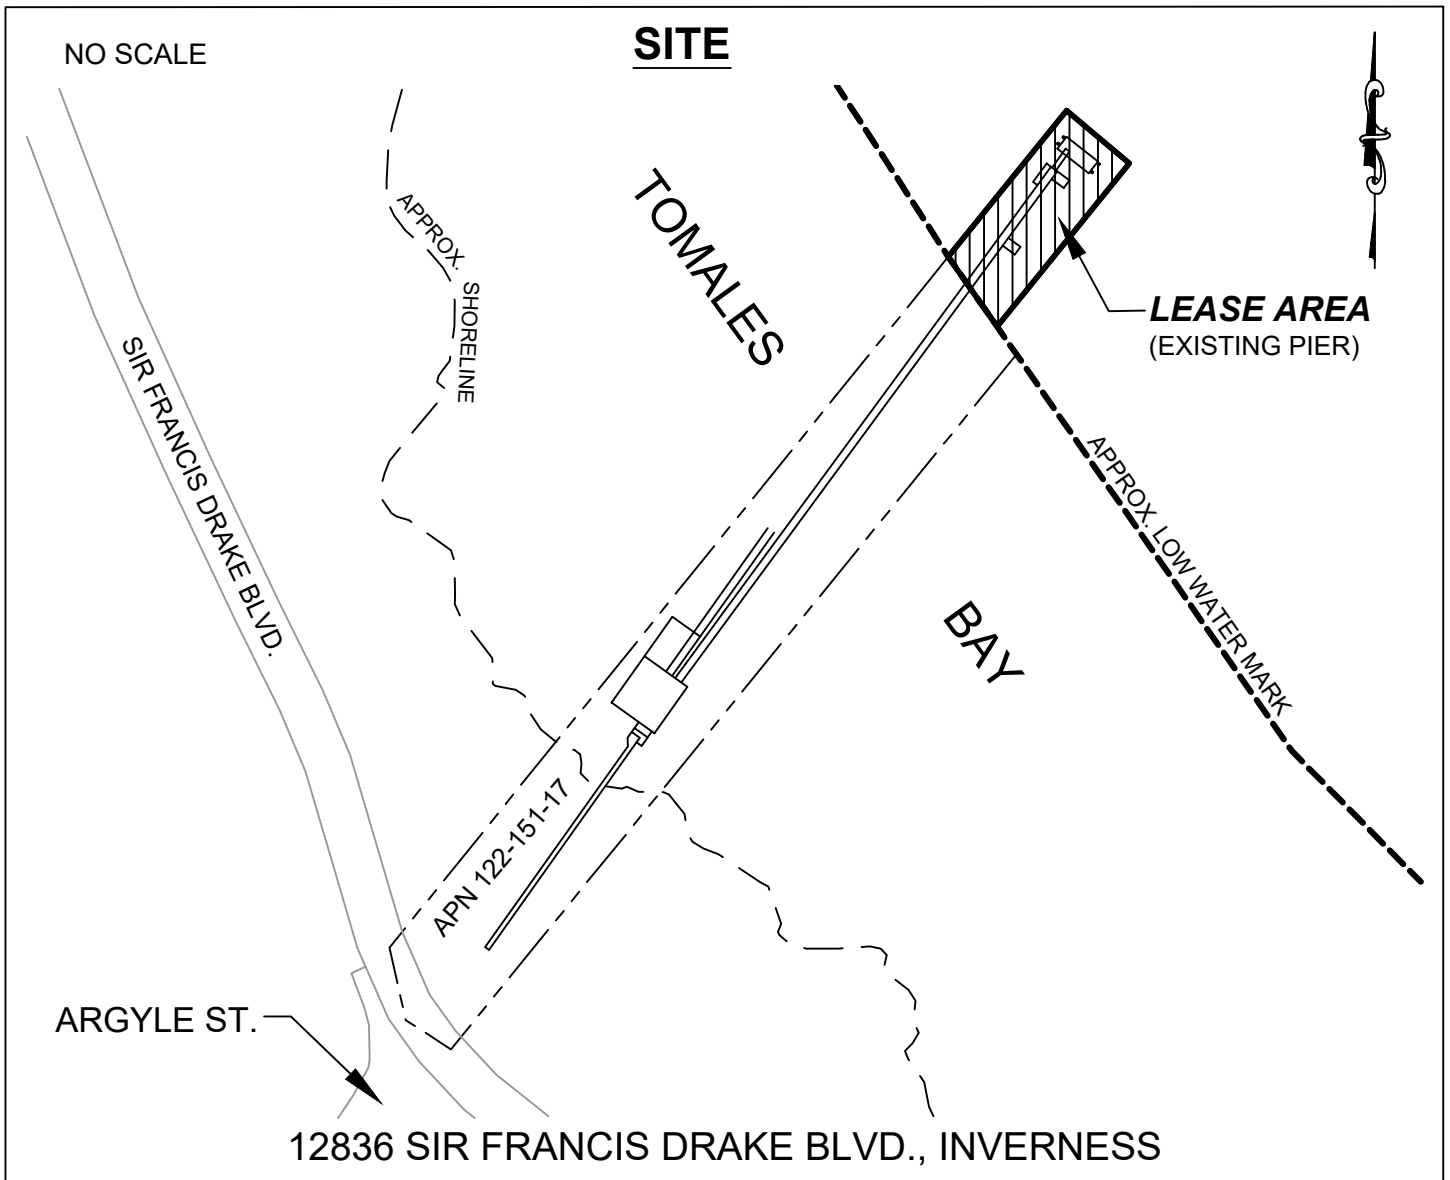 NO SCALE
SITE
TOMALES
BAY
APPROX. SHORELINE
SIR FRANCIS DRAKE BLVD.
LEASE AREA
(EXISTING PIER)
APPROX. LOW WATER MARK
APN 122-151-17
ARGYLE ST.
12836 SIR FRANCIS DRAKE BLVD., INVERNESS